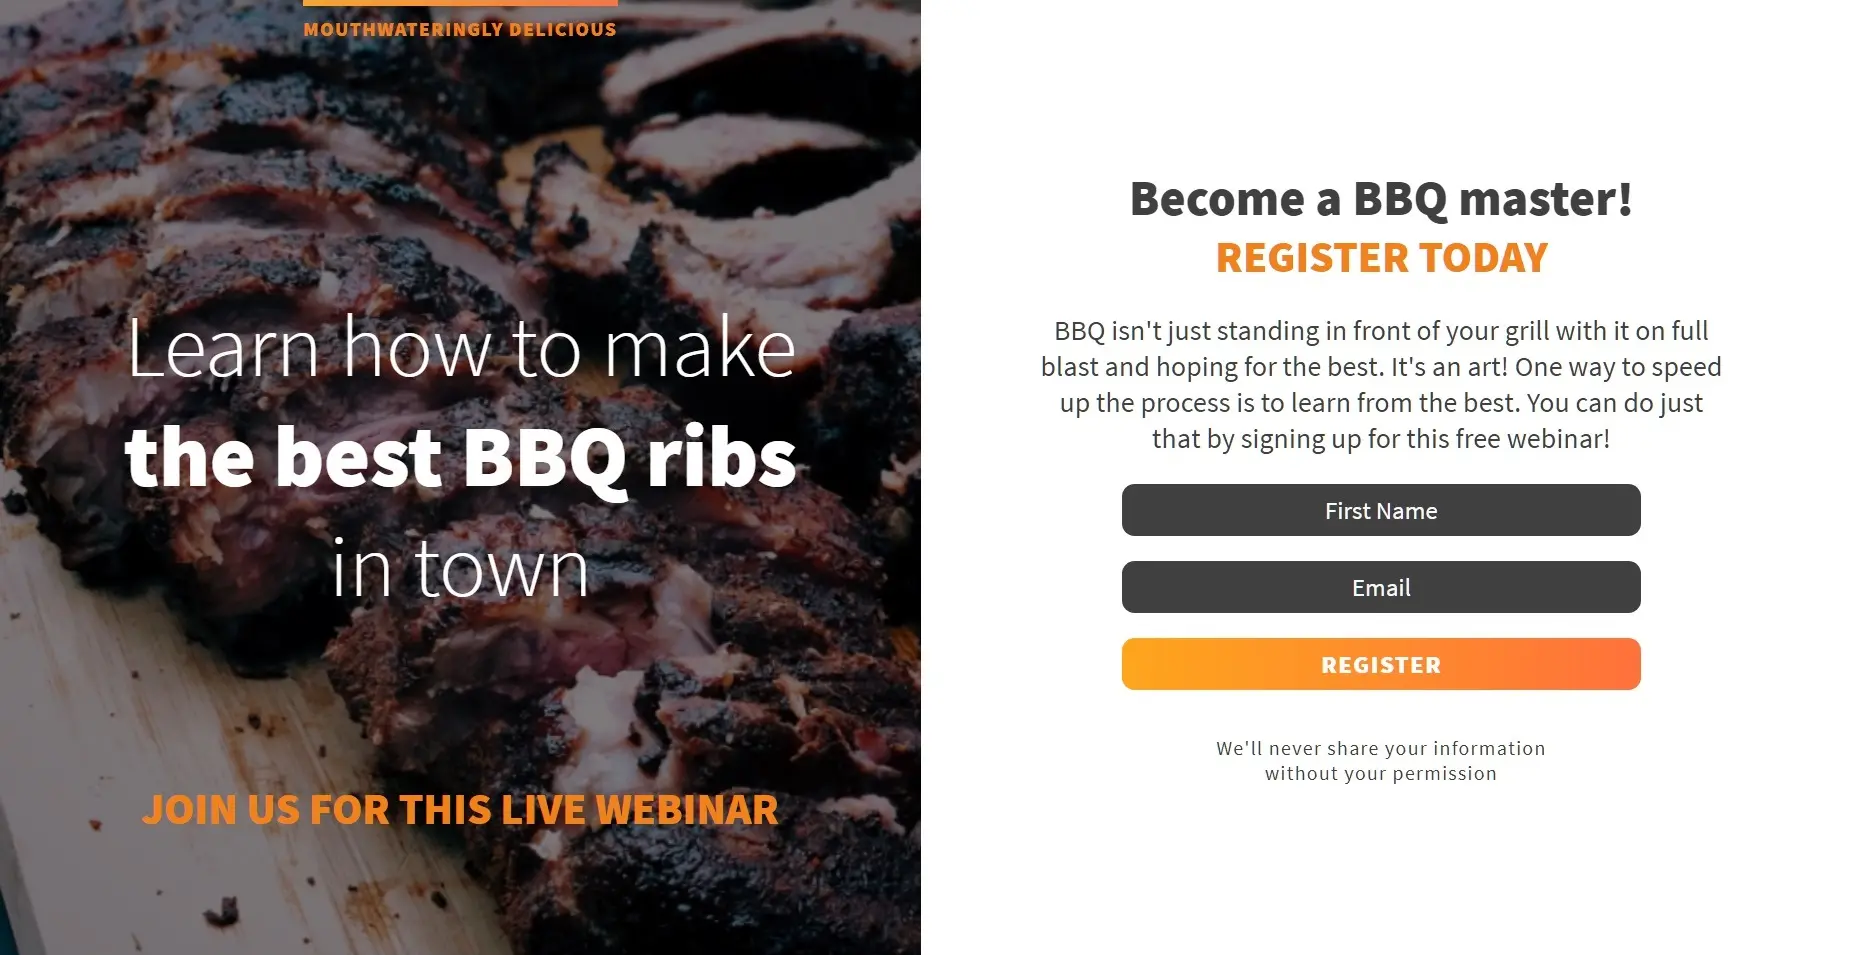 MOUTHWATERINGLY DELICIOUS
Learn how to make
the best BBQ ribs
in town
JOIN US FOR THIS LIVE WEBINAR
Become a BBQ master!
REGISTER TODAY
BBQ isn't just standing in front of your grill with it on full
blast and hoping for the best. It's an art! One way to speed
up the process is to learn from the best. You can do just
that by signing up for this free webinar!
First Name
Email
REGISTER
We'll never share your information
without your permission